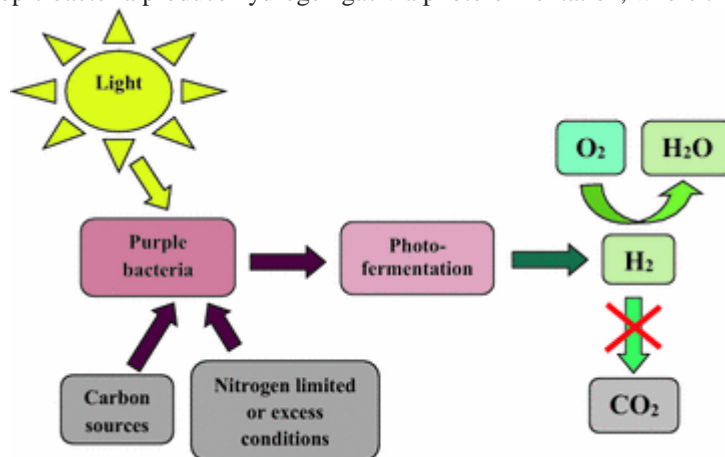 Light
O2
H2O
Purple
bacteria
Photo-
fermentation
H2
Carbon
sources
Nitrogen limited
or excess
conditions
CO2